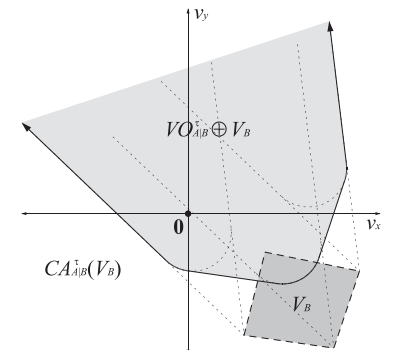 v_y
VO^τ_{A|B} ⊕ V_B
v_x
0
CA^τ_{A|B}(V_B)
V_B